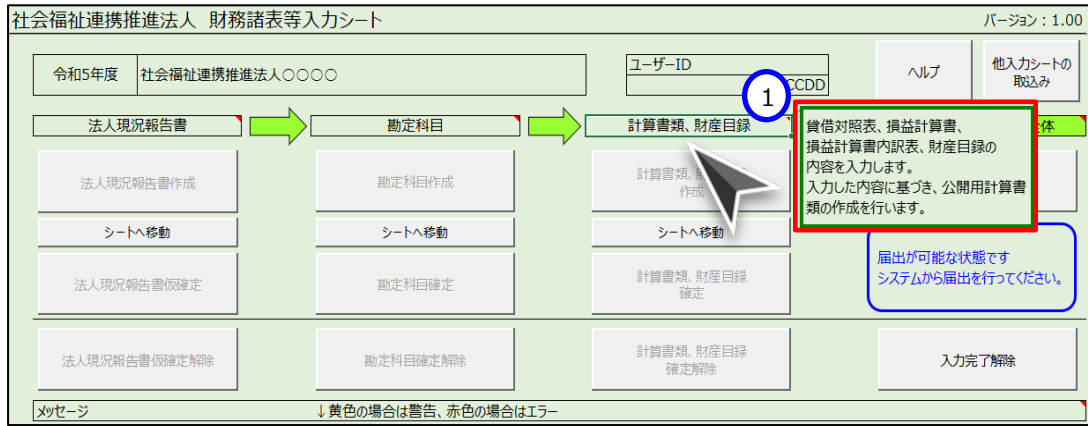 社会福祉連携推進法人 財務諸表等入力シート
バージョン：1.00
令和5年度 社会福祉連携推進法人○○○○
ユーザーID
CCDD
ヘルプ
他入力シートの
取込み
1
法人現況報告書
勘定科目
計算書類、財産目録
全体
貸借対照表、損益計算書、
損益計算書内訳表、財産目録の
内容を入力します。
入力した内容に基づき、公開用計算書
類の作成を行います。
法人現況報告書作成
勘定科目作成
計算書類、
作成
シートへ移動
シートへ移動
シートへ移動
届出が可能な状態です
システムから届出を行ってください。
法人現況報告書仮確定
勘定科目確定
計算書類、財産目録
確定
法人現況報告書仮確定解除
勘定科目確定解除
計算書類、財産目録
確定解除
入力完了解除
メッセージ
↓黄色の場合は警告、赤色の場合はエラー